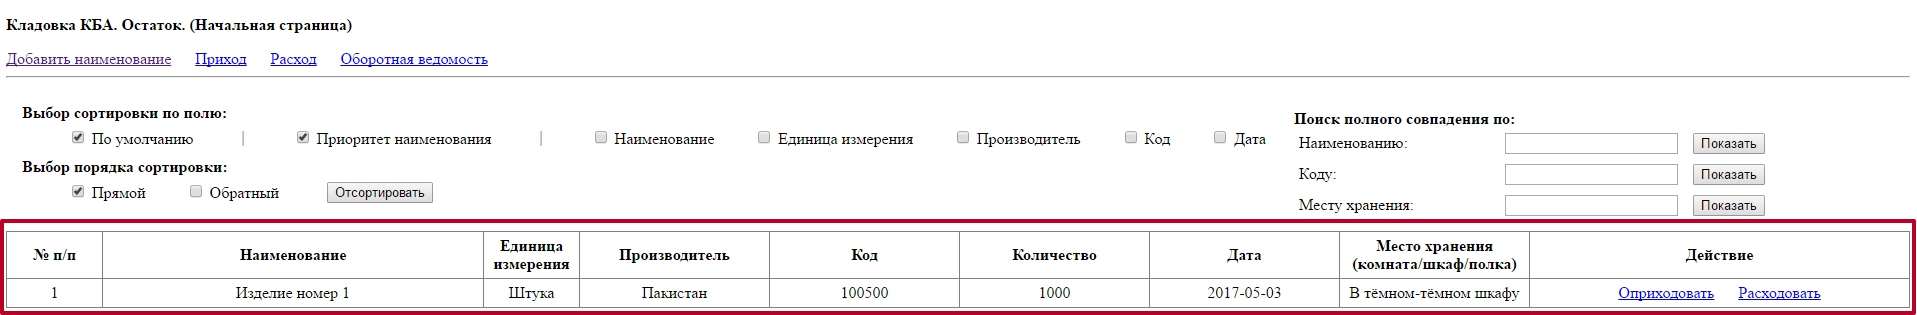 Кладовка КБА. Остаток. (Начальная страница)
Добавить наименование Приход Расход Оборотная ведомость
Выбор сортировки по полю:
По умолчанию | Приоритет наименования | Наименование Единица измерения Производитель Код Дата
Выбор порядка сортировки:
Прямой Обратный Отсортировать
Поиск полного совпадения по:
Наименованию: Показать
Коду: Показать
Месту хранения: Показать
№ п/п Наименование Единица измерения Производитель Код Количество Дата Место хранения (комната/шкаф/полка) Действие
1 Изделие номер 1 Штука Пакистан 100500 1000 2017-05-03 В тёмном-тёмном шкафу Оприходовать Расходовать